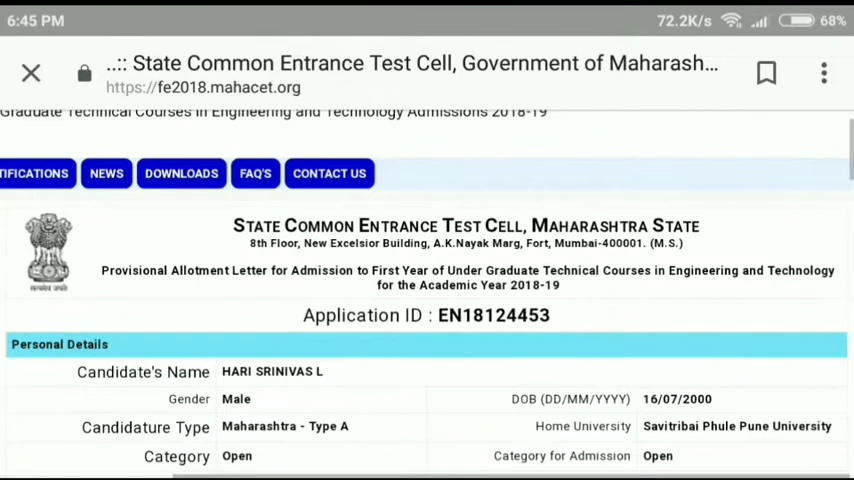 6:45 PM 72.2K/s 68%
..:: State Common Entrance Test Cell, Government of Maharash...
https://fe2018.mahacet.org
Graduate Technical Courses in Engineering and Technology Admissions 2018-19
TIFICATIONS NEWS DOWNLOADS FAQ'S CONTACT US
STATE COMMON ENTRANCE TEST CELL, MAHARASHTRA STATE
8th Floor, New Excelsior Building, A.K.Nayak Marg, Fort, Mumbai-400001. (M.S.)
Provisional Allotment Letter for Admission to First Year of Under Graduate Technical Courses in Engineering and Technology
for the Academic Year 2018-19
सत्यमेव जयते
Application ID : EN18124453
Personal Details
Candidate's Name HARI SRINIVAS L
Gender Male DOB (DD/MM/YYYY) 16/07/2000
Candidature Type Maharashtra - Type A Home University Savitribai Phule Pune University
Category Open Category for Admission Open